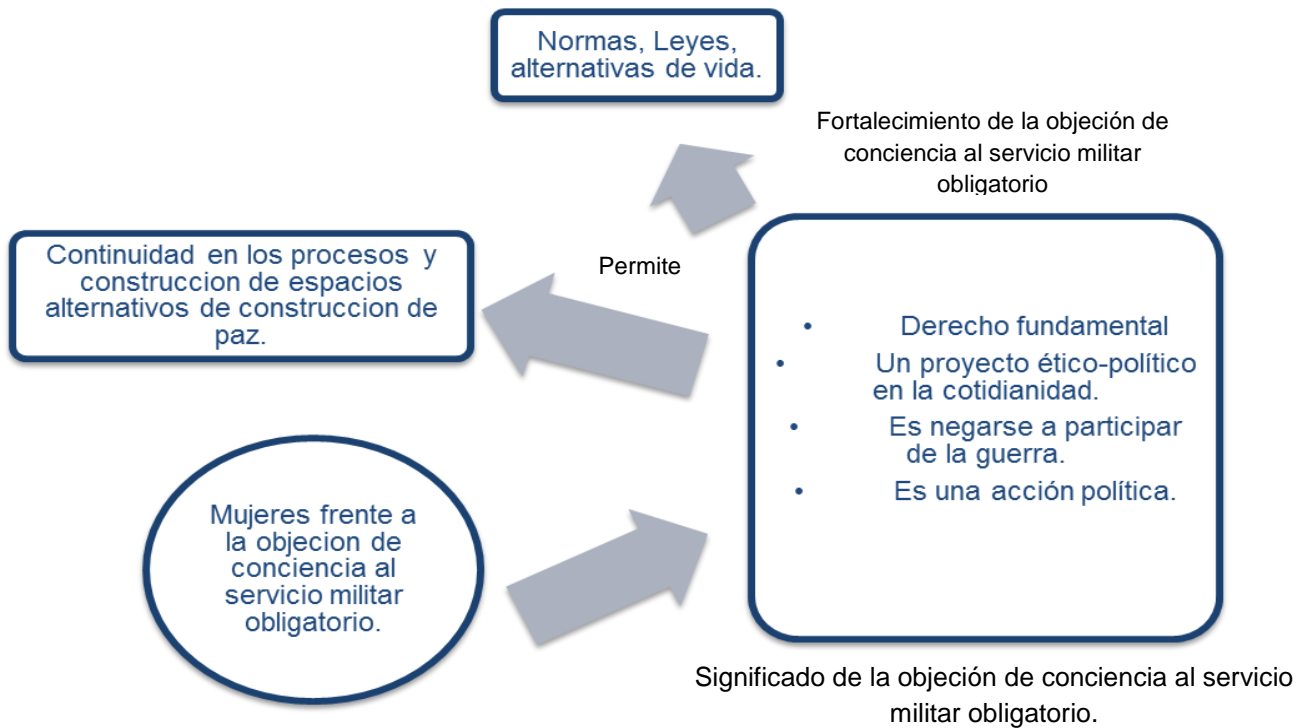 Normas, Leyes,
alternativas de vida.
Fortalecimiento de la objeción de
conciencia al servicio militar
obligatorio
Continuidad en los procesos y
construccion de espacios
alternativos de construccion de
paz.
Permite
• Derecho fundamental
• Un proyecto ético-político
en la cotidianidad.
• Es negarse a participar
de la guerra.
• Es una acción política.
Mujeres frente a
la objecion de
conciencia al
servicio militar
obligatorio.
Significado de la objeción de conciencia al servicio
militar obligatorio.